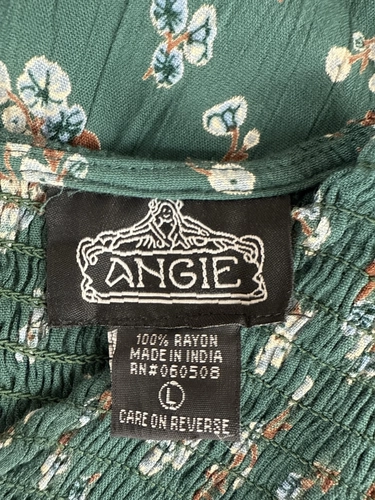 ANGIE
100% RAYON
MADE IN INDIA
RN#060508
L
CARE ON REVERSE